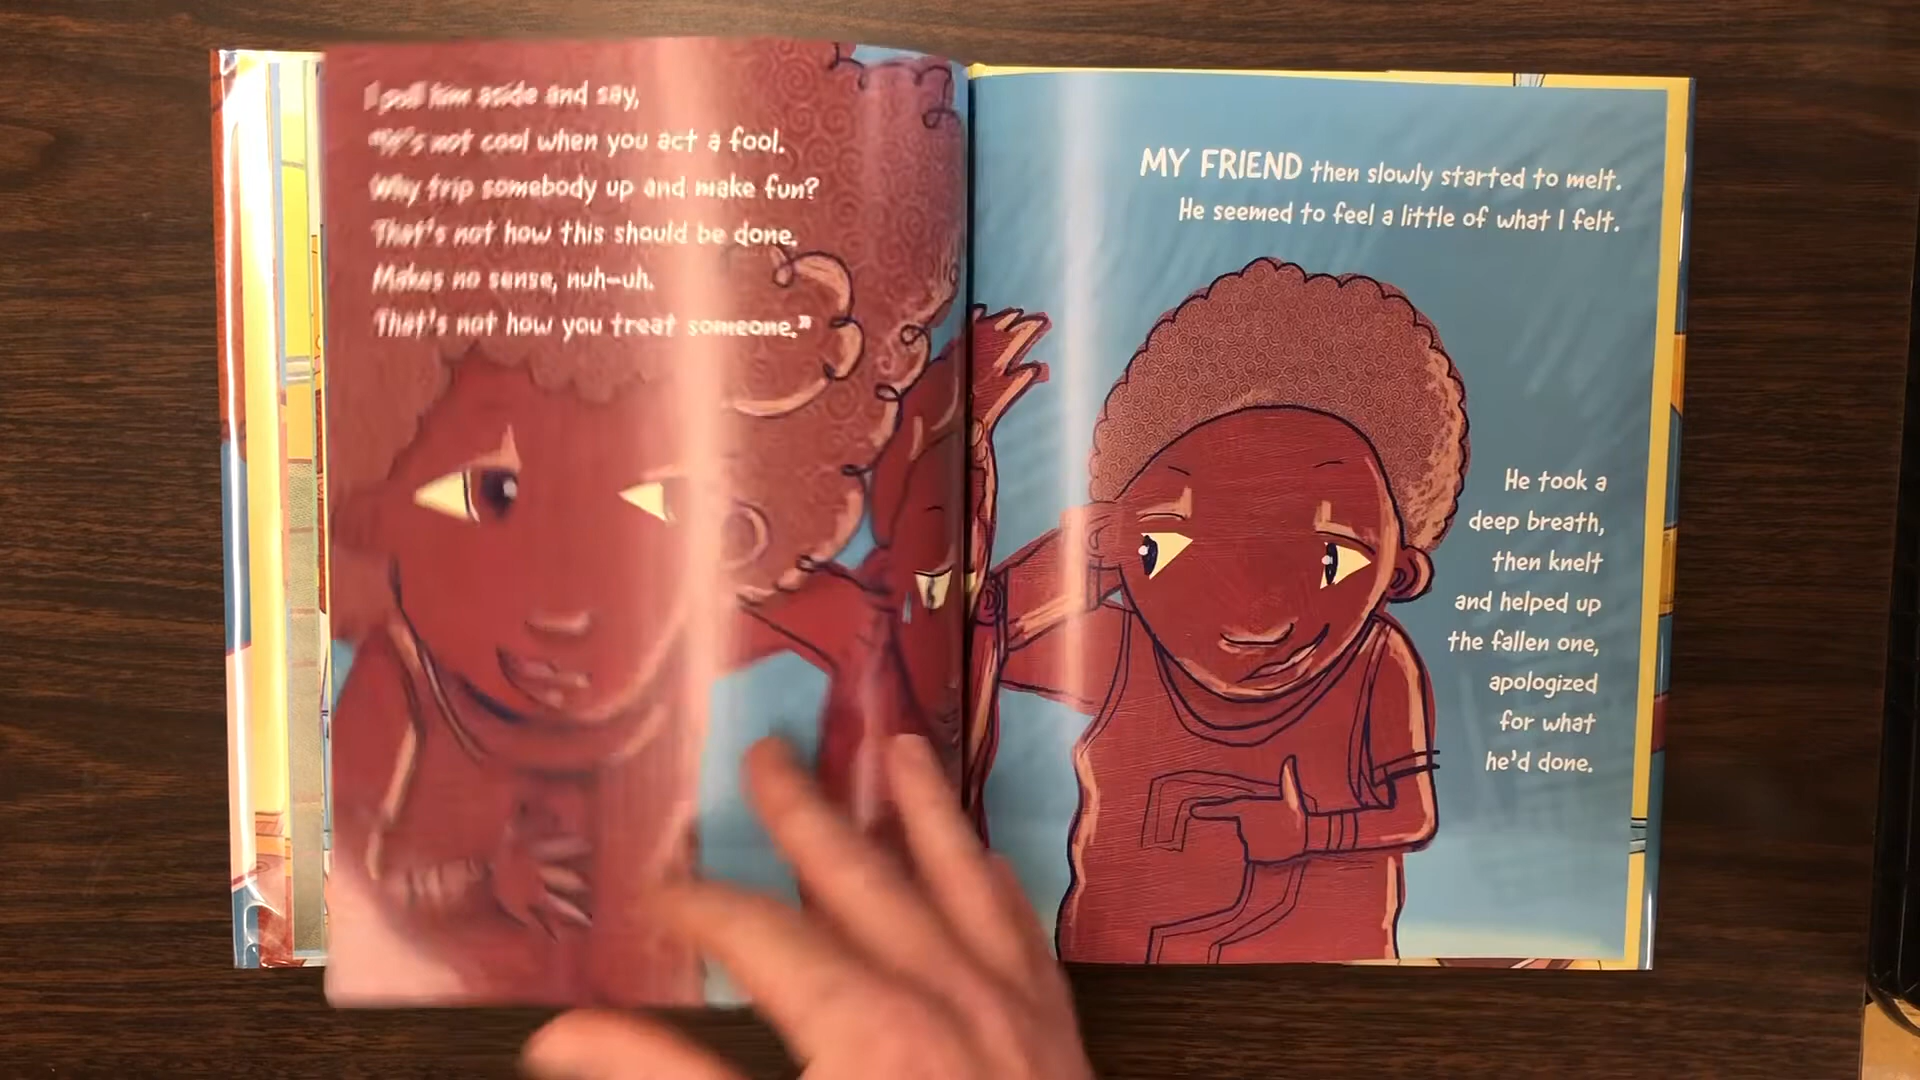 I pull him aside and say,
"It's not cool when you act a fool.
Why trip somebody up and make fun?
That's not how this should be done.
Makes no sense, nuh-uh.
That's not how you treat someone."
MY FRIEND then slowly started to melt.
He seemed to feel a little of what I felt.
He took a
deep breath,
then knelt
and helped up
the fallen one,
apologized
for what
he'd done.